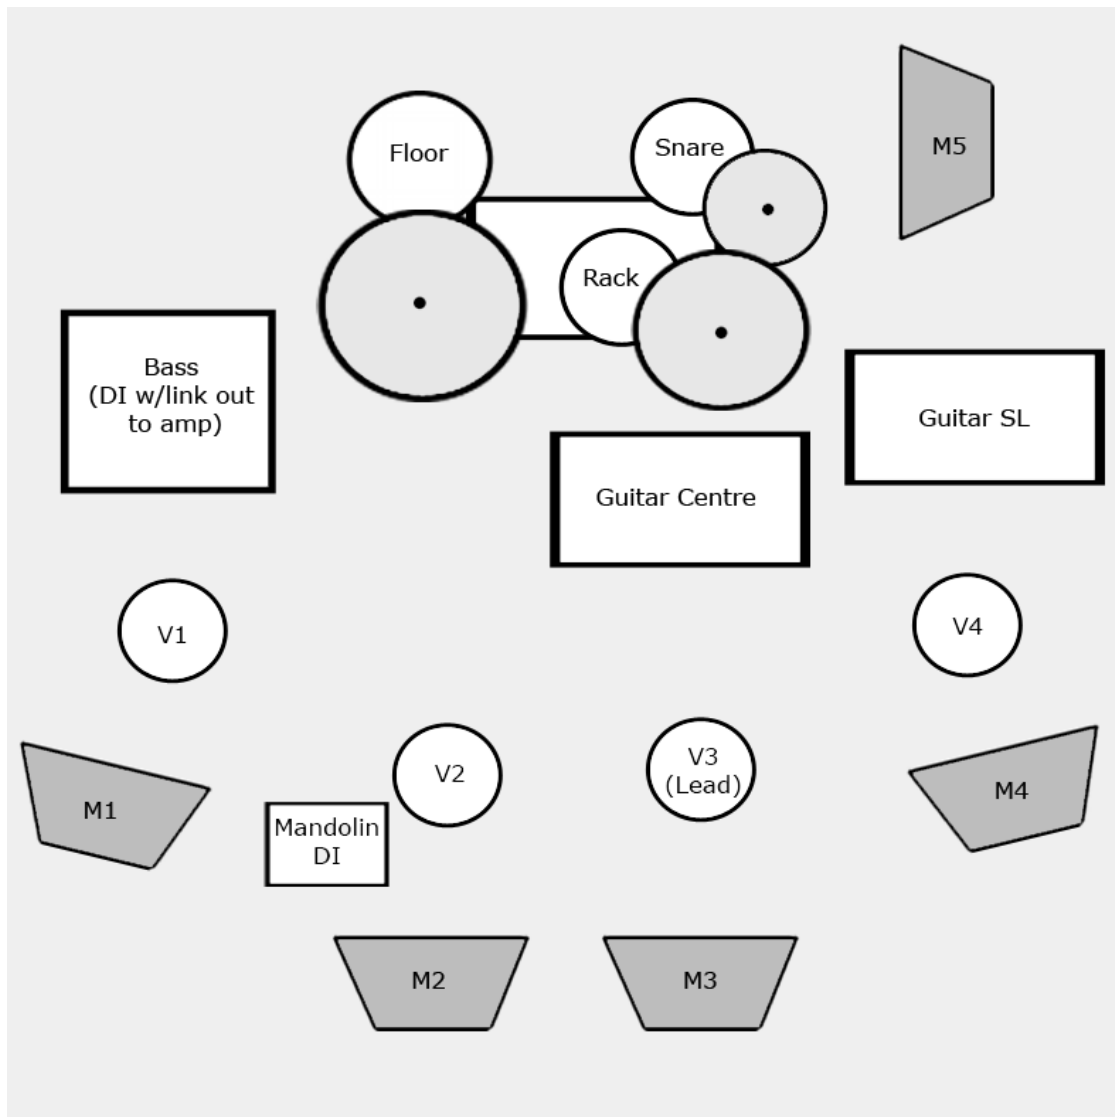 M5
Floor
Snare
Rack
Bass
(DI w/link out
to amp)
Guitar SL
Guitar Centre
V1
V4
V2
V3
(Lead)
M1
Mandolin
DI
M4
M2
M3